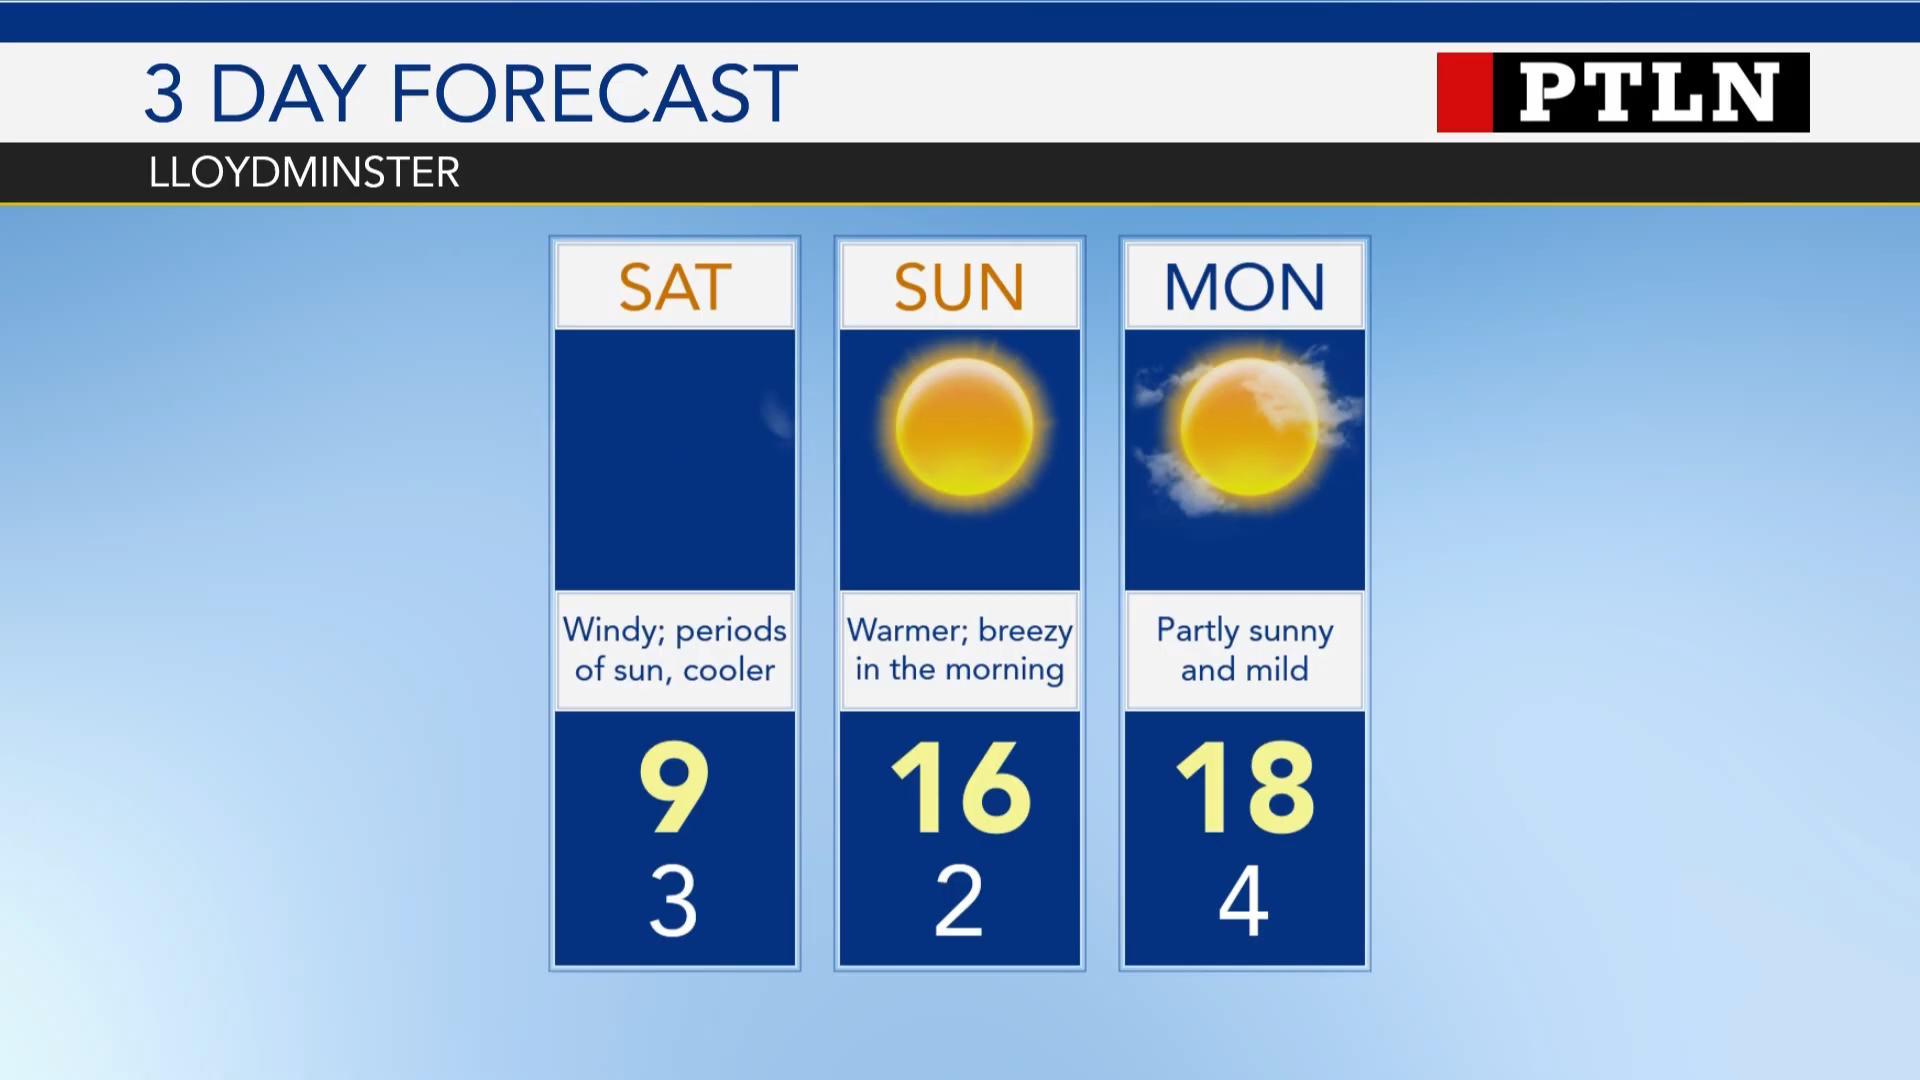 3 DAY FORECAST
PTLN
LLOYDMINSTER
SAT
Windy; periods
of sun, cooler
9
3
SUN
Warmer; breezy
in the morning
16
2
MON
Partly sunny
and mild
18
4